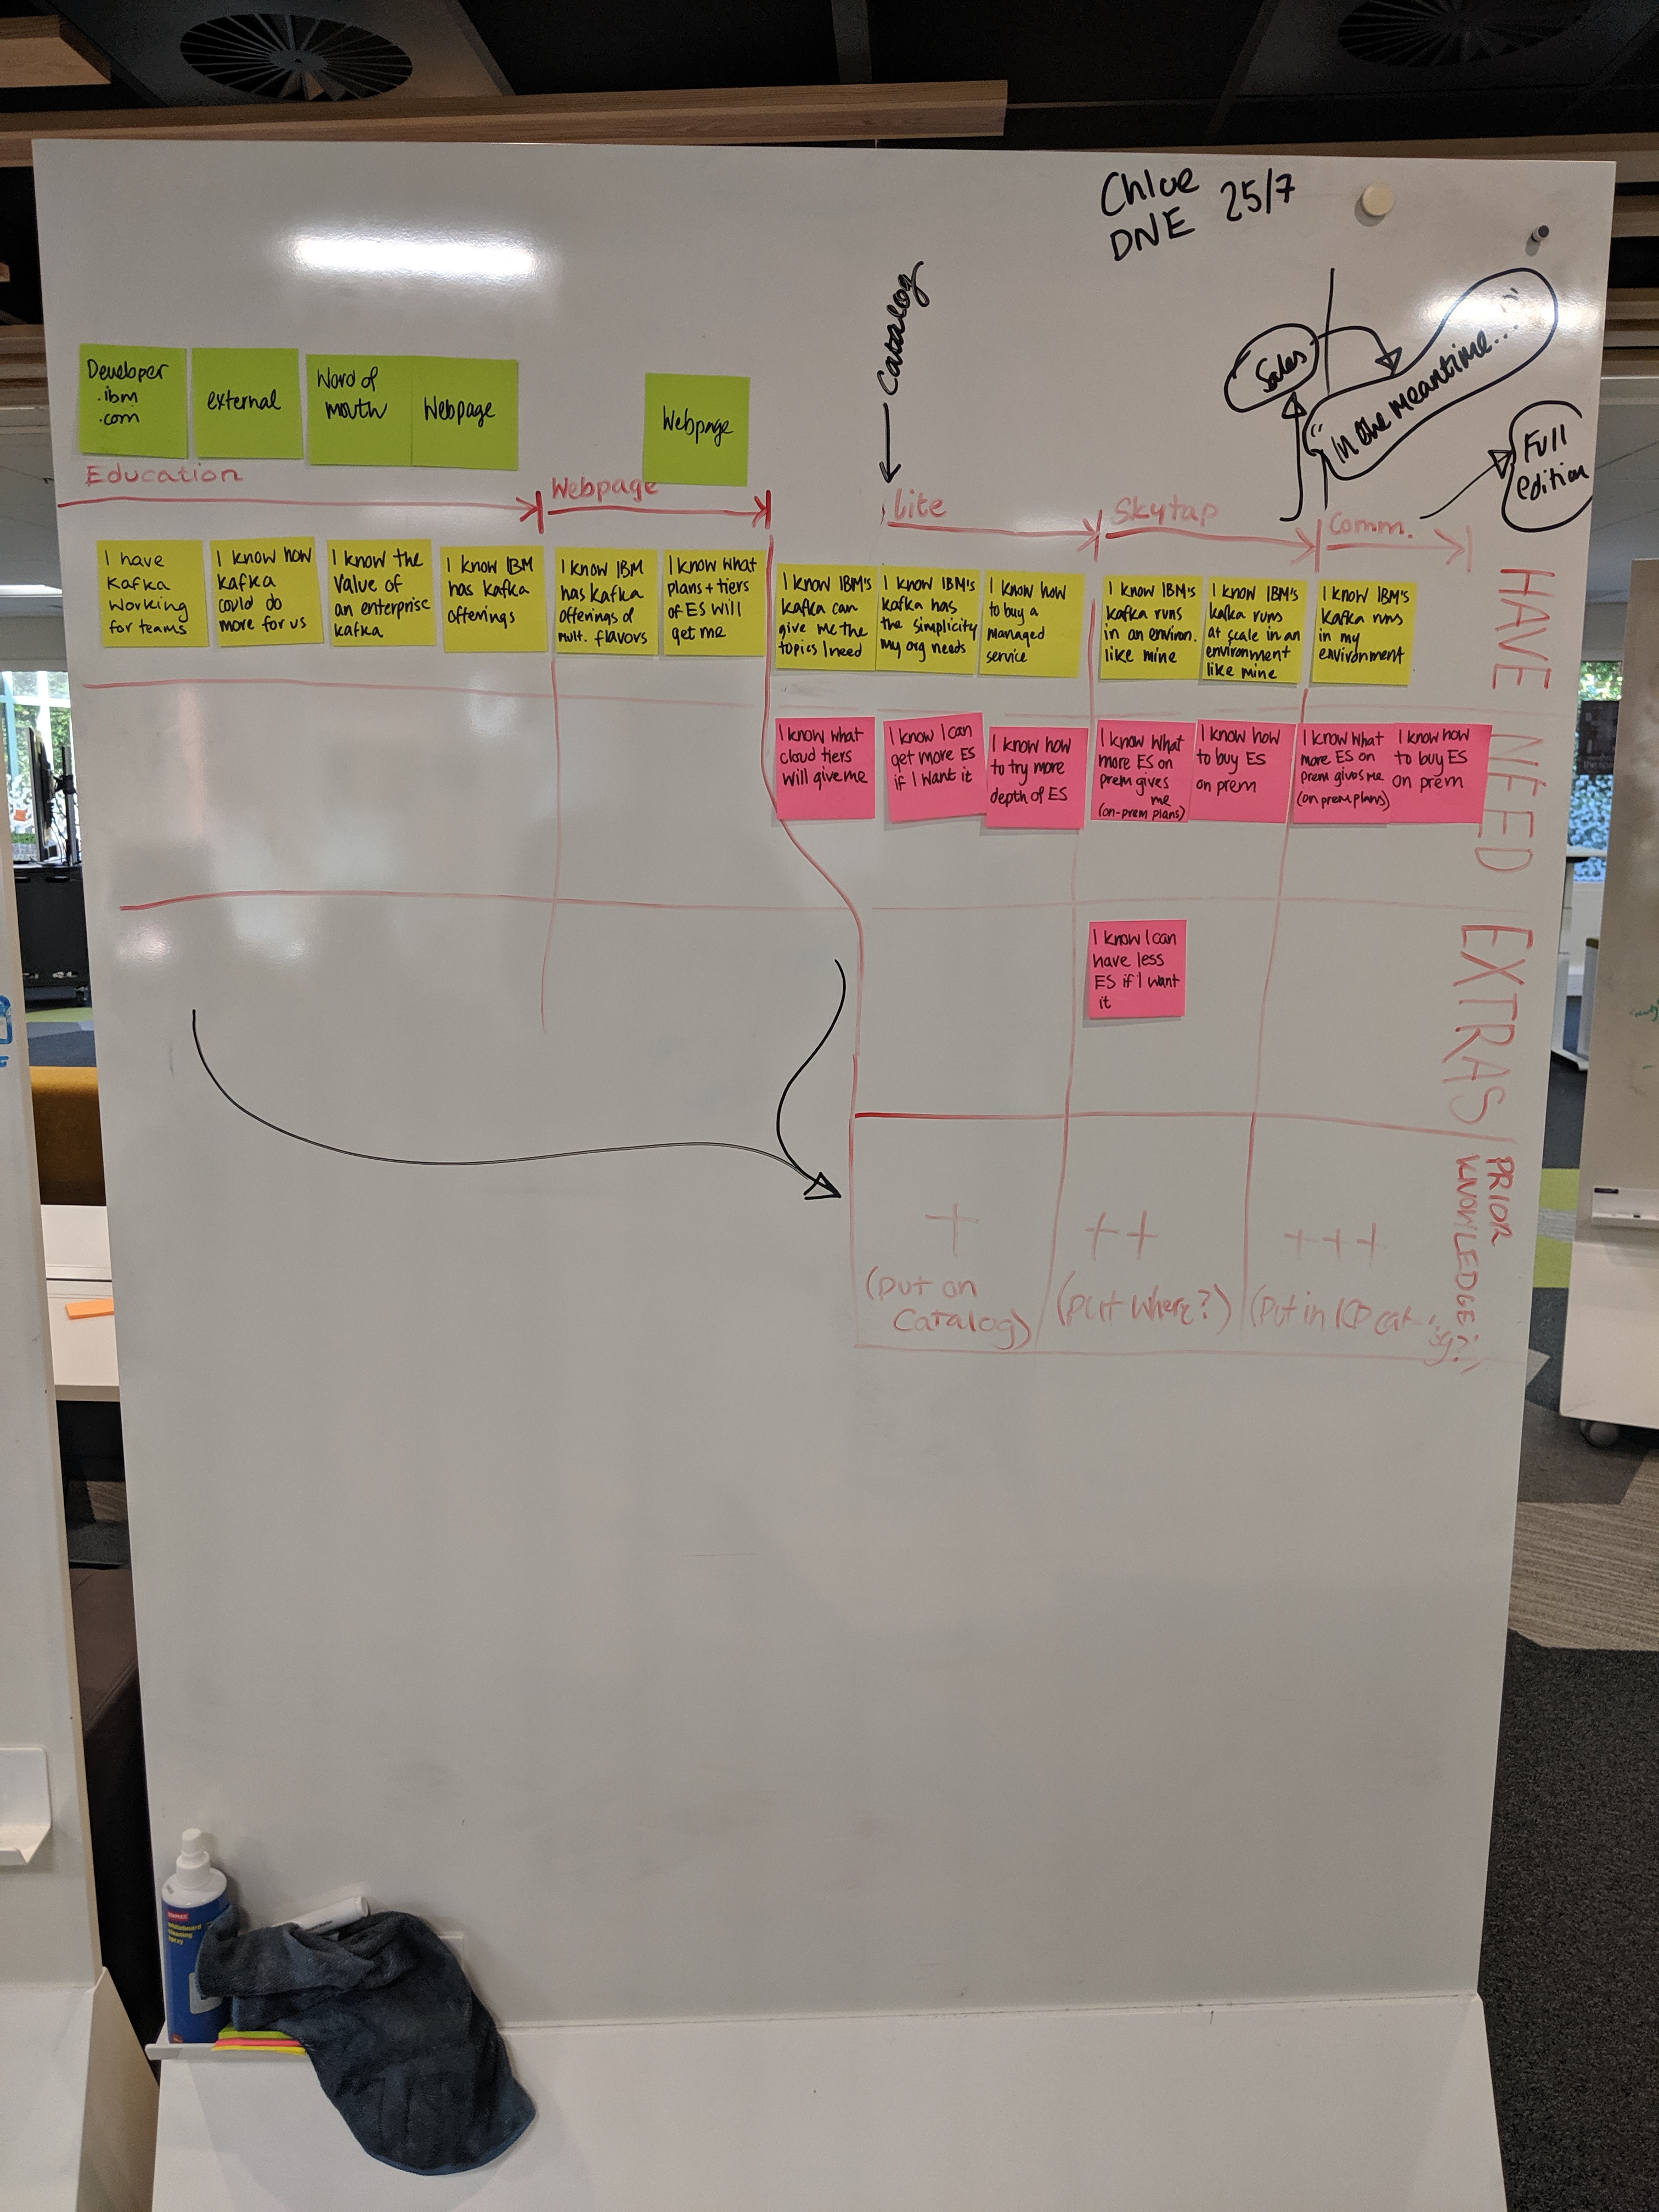 Chloe 25/7
DNE
Catalog
Sales
"In the meantime..."
Full
edition
Developer
.ibm
.com
external
Word of
mouth
Webpage
Webpage
Education
Webpage
Lite
Skytap
Comm.
HAVE
I have
Kafka
working
for teams
I know how
Kafka
could do
more for us
I know the
value of
an enterprise
Kafka
I know IBM
has Kafka
offerings
I know IBM
has Kafka
offerings of
mult. flavors
I know what
plans + tiers
of ES will
get me
I know IBM's
Kafka can
give me the
topics I need
I know IBM's
Kafka has
the simplicity
my org needs
I know how
to buy a
managed
service
I know IBM's
Kafka runs
in an environ.
like mine
I know IBM's
Kafka runs
at scale in an
environment
like mine
I know IBM's
Kafka runs
in my
environment
NEED
I know what
cloud tiers
will give me
I know I can
get more ES
if I want it
I know how
to try more
depth of ES
I know what
more ES on
prem gives
me
(on-prem plans)
I know how
to buy ES
on prem
I know what
more ES on
prem gives me
(on prem plans)
I know how
to buy ES
on prem
EXTRAS
I know I can
have less
ES if I want
it
PRIOR
KNOWLEDGE
+
(put on
Catalog)
++
(put where?)
+++
(put in ICP